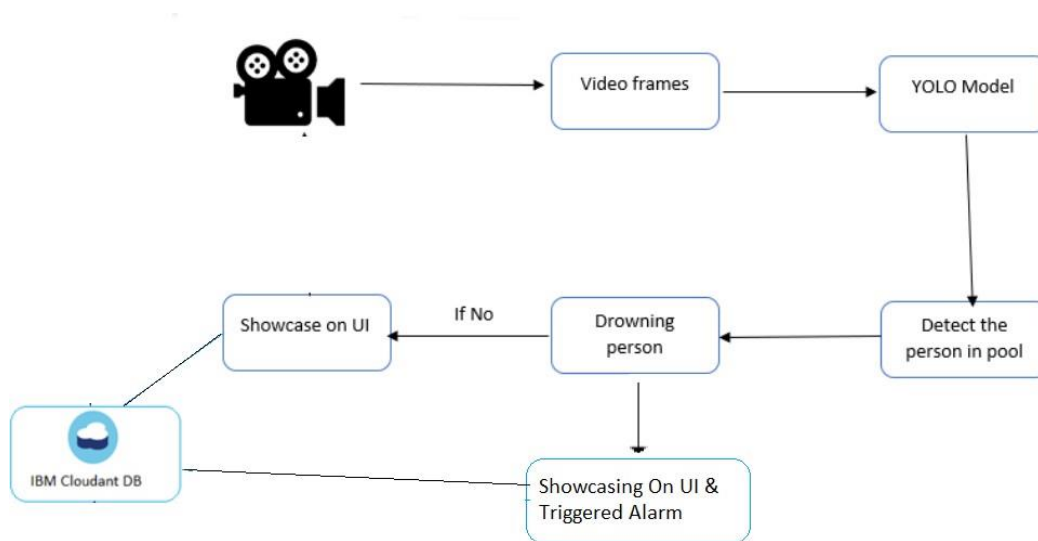 Video frames
YOLO Model
Detect the
person in pool
Drowning
person
If No
Showcase on UI
IBM Cloudant DB
Showcasing On UI &
Triggered Alarm